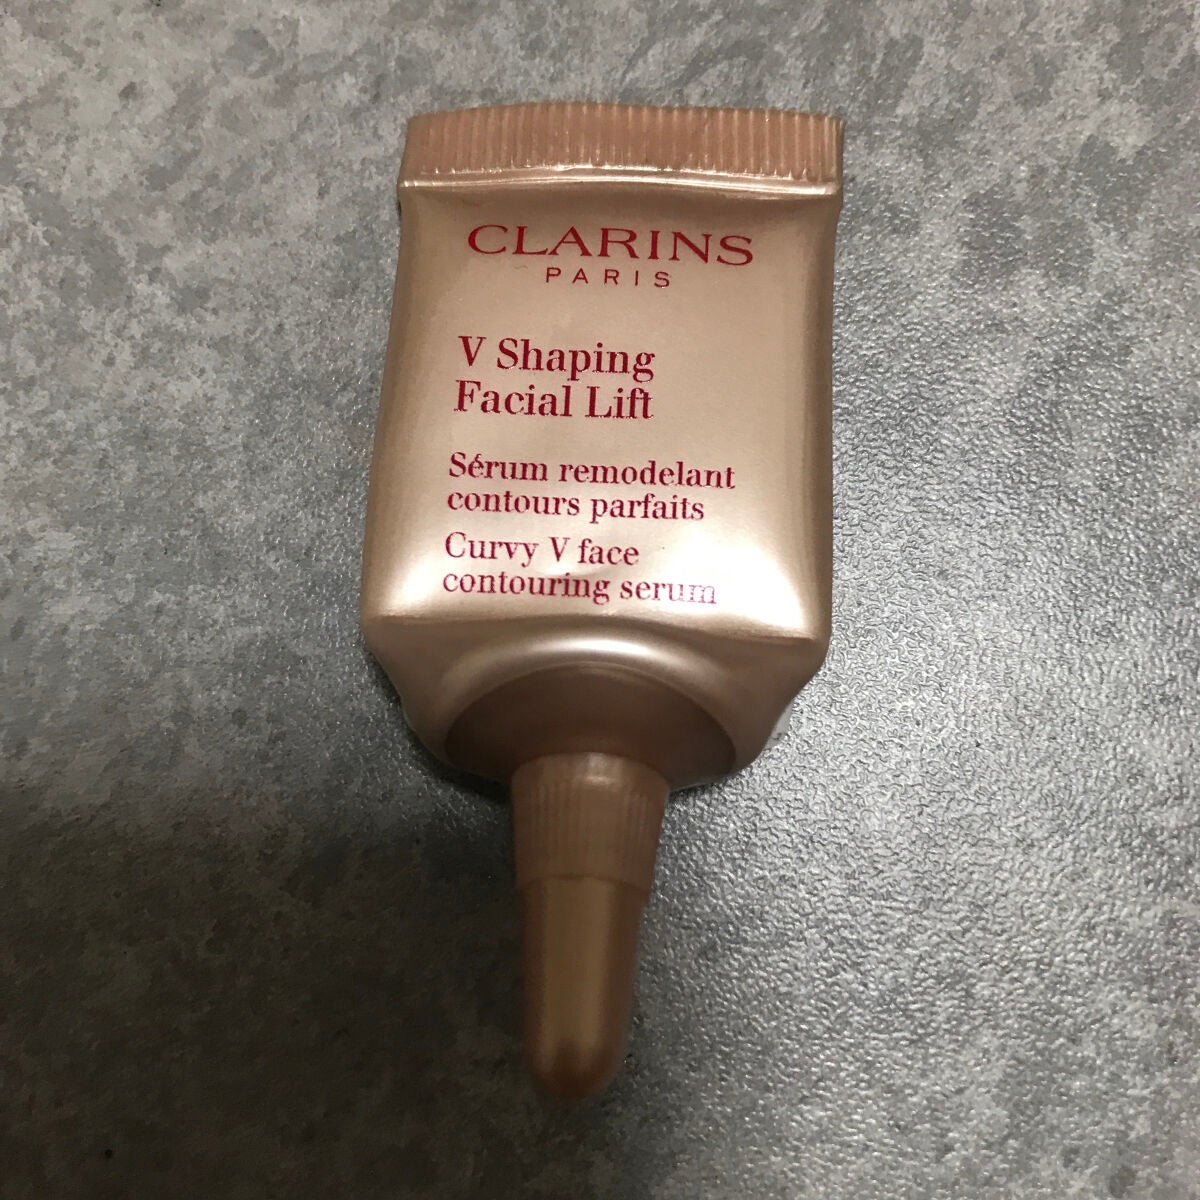 CLARINS
PARIS
V Shaping
Facial Lift
Sérum remodelant
contours parfaits
Curvy V face
contouring serum